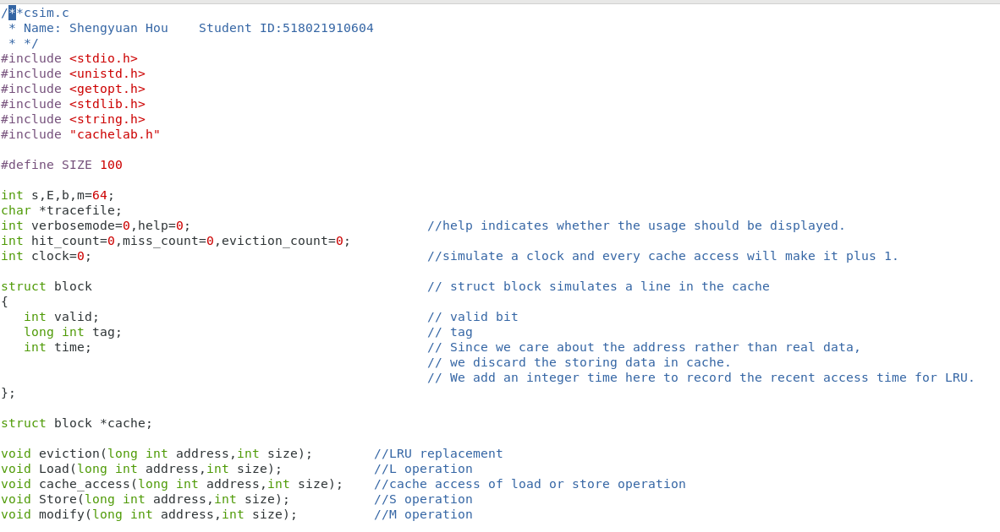 /**csim.c
 * Name: Shengyuan Hou    Student ID:518021910604
 * */
#include <stdio.h>
#include <unistd.h>
#include <getopt.h>
#include <stdlib.h>
#include <string.h>
#include "cachelab.h"

#define SIZE 100

int s,E,b,m=64;
char *tracefile;
int verbosemode=0,help=0;                               //help indicates whether the usage should be displayed.
int hit_count=0,miss_count=0,eviction_count=0;
int clock=0;                                            //simulate a clock and every cache access will make it plus 1.

struct block                                            // struct block simulates a line in the cache
{
   int valid;                                           // valid bit
   long int tag;                                        // tag
   int time;                                            // Since we care about the address rather than real data,
                                                        // we discard the storing data in cache.
                                                        // We add an integer time here to record the recent access time for LRU.
};

struct block *cache;

void eviction(long int address,int size);        //LRU replacement
void Load(long int address,int size);            //L operation
void cache_access(long int address,int size);    //cache access of load or store operation
void Store(long int address,int size);           //S operation
void modify(long int address,int size);          //M operation